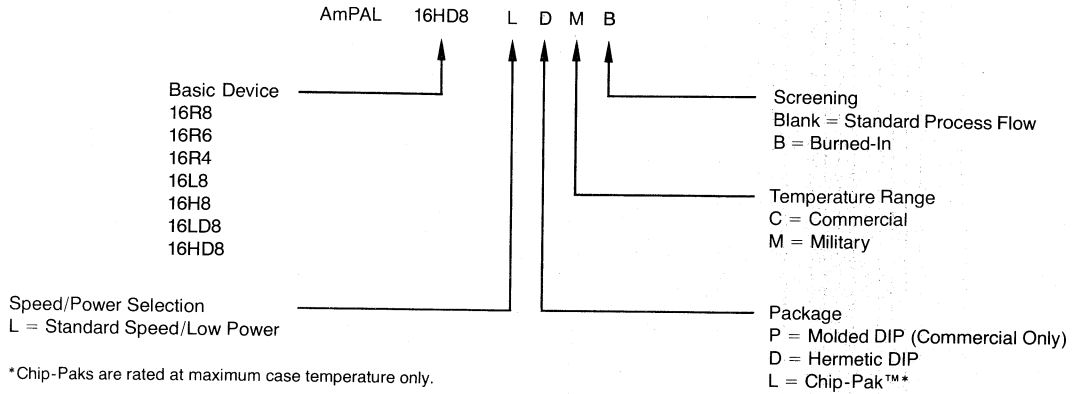 AmPAL 16HD8 L D M B
Basic Device
16R8
16R6
16R4
16L8
16H8
16LD8
16HD8
Screening
Blank = Standard Process Flow
B = Burned-In
Temperature Range
C = Commercial
M = Military
Speed/Power Selection
L = Standard Speed/Low Power
Package
P = Molded DIP (Commercial Only)
D = Hermetic DIP
L = Chip-Pak™*
*Chip-Paks are rated at maximum case temperature only.